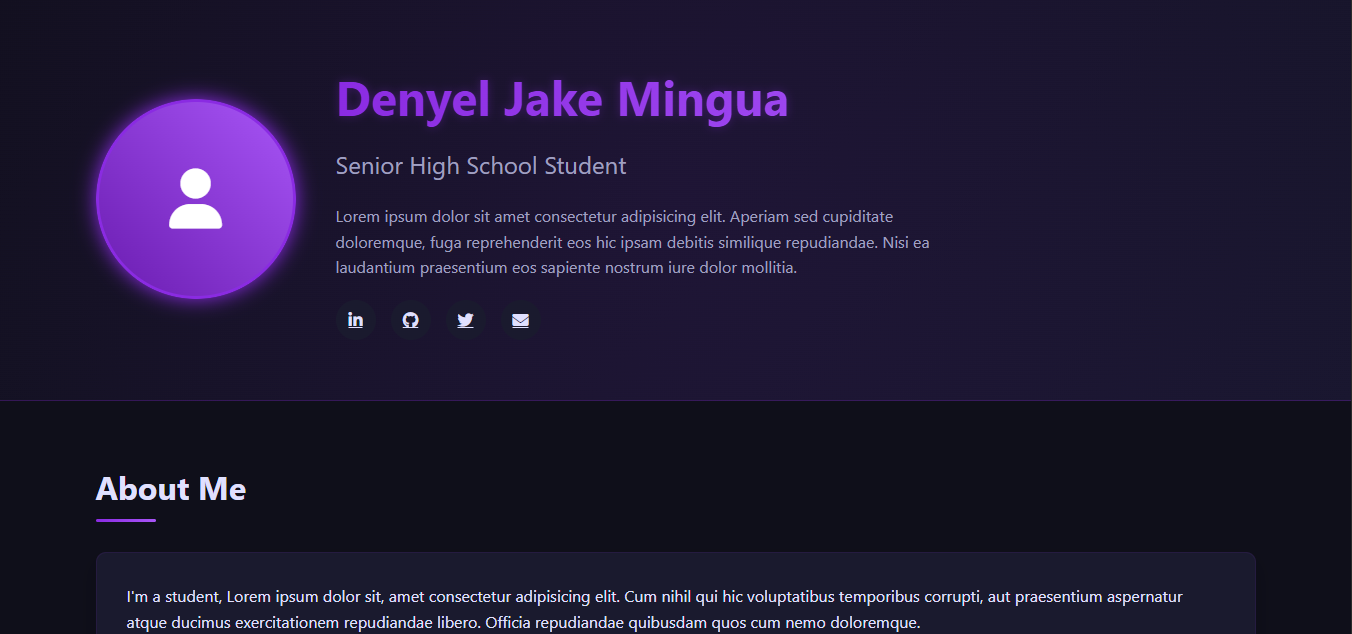 Denyel Jake Mingua
Senior High School Student
Lorem ipsum dolor sit amet consectetur adipisicing elit. Aperiam sed cupiditate
doloremque, fuga reprehenderit eos hic ipsam debitis similique repudiandae. Nisi ea
laudantium praesentium eos sapiente nostrum iure dolor mollitia.
in
About Me
I'm a student, Lorem ipsum dolor sit, amet consectetur adipisicing elit. Cum nihil qui hic voluptatibus temporibus corrupti, aut praesentium aspernatur
atque ducimus exercitationem repudiandae libero. Officia repudiandae quibusdam quos cum nemo doloremque.